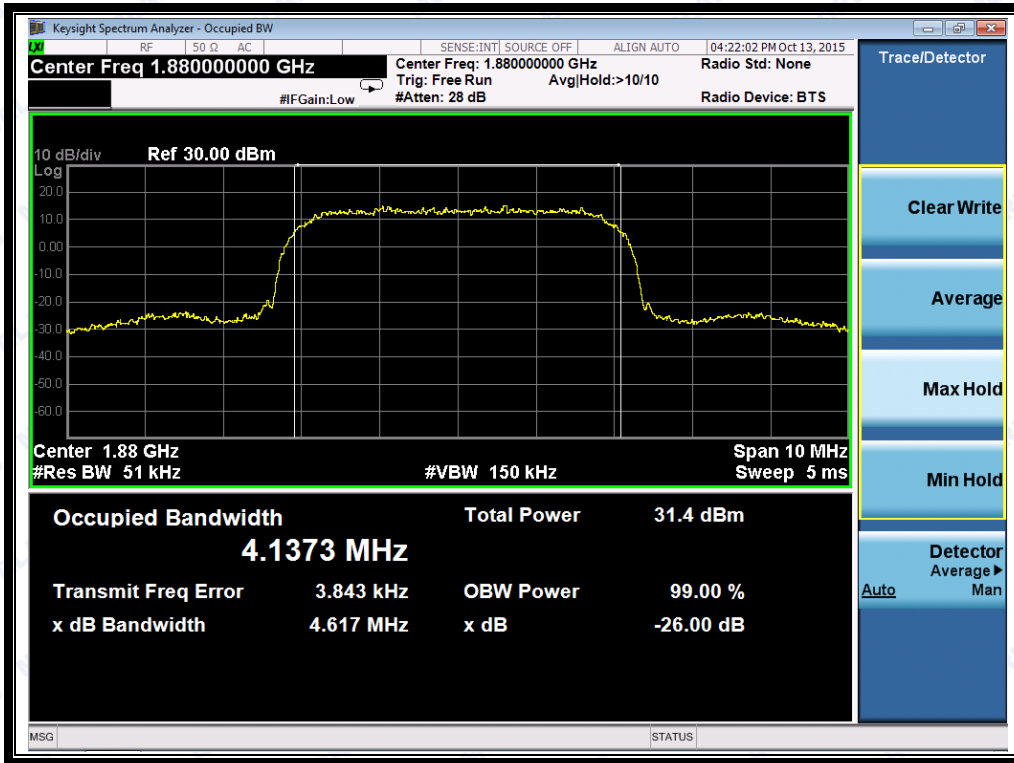 Keysight Spectrum Analyzer - Occupied BW
LXI RF 50 Ω AC SENSE:INT SOURCE OFF ALIGN AUTO 04:22:02 PM Oct 13, 2015
Center Freq 1.880000000 GHz
Center Freq: 1.880000000 GHz Radio Std: None
Trig: Free Run Avg|Hold:>10/10
#IFGain:Low #Atten: 28 dB Radio Device: BTS
10 dB/div Ref 30.00 dBm
Log
20.0
10.0
0.00
-10.0
-20.0
-30.0
-40.0
-50.0
-60.0
Center 1.88 GHz Span 10 MHz
#Res BW 51 kHz #VBW 150 kHz Sweep 5 ms
Occupied Bandwidth Total Power 31.4 dBm
4.1373 MHz
Transmit Freq Error 3.843 kHz OBW Power 99.00 %
x dB Bandwidth 4.617 MHz x dB -26.00 dB
MSG STATUS
Trace/Detector
Clear Write
Average
Max Hold
Min Hold
Detector
Average▶
Auto Man